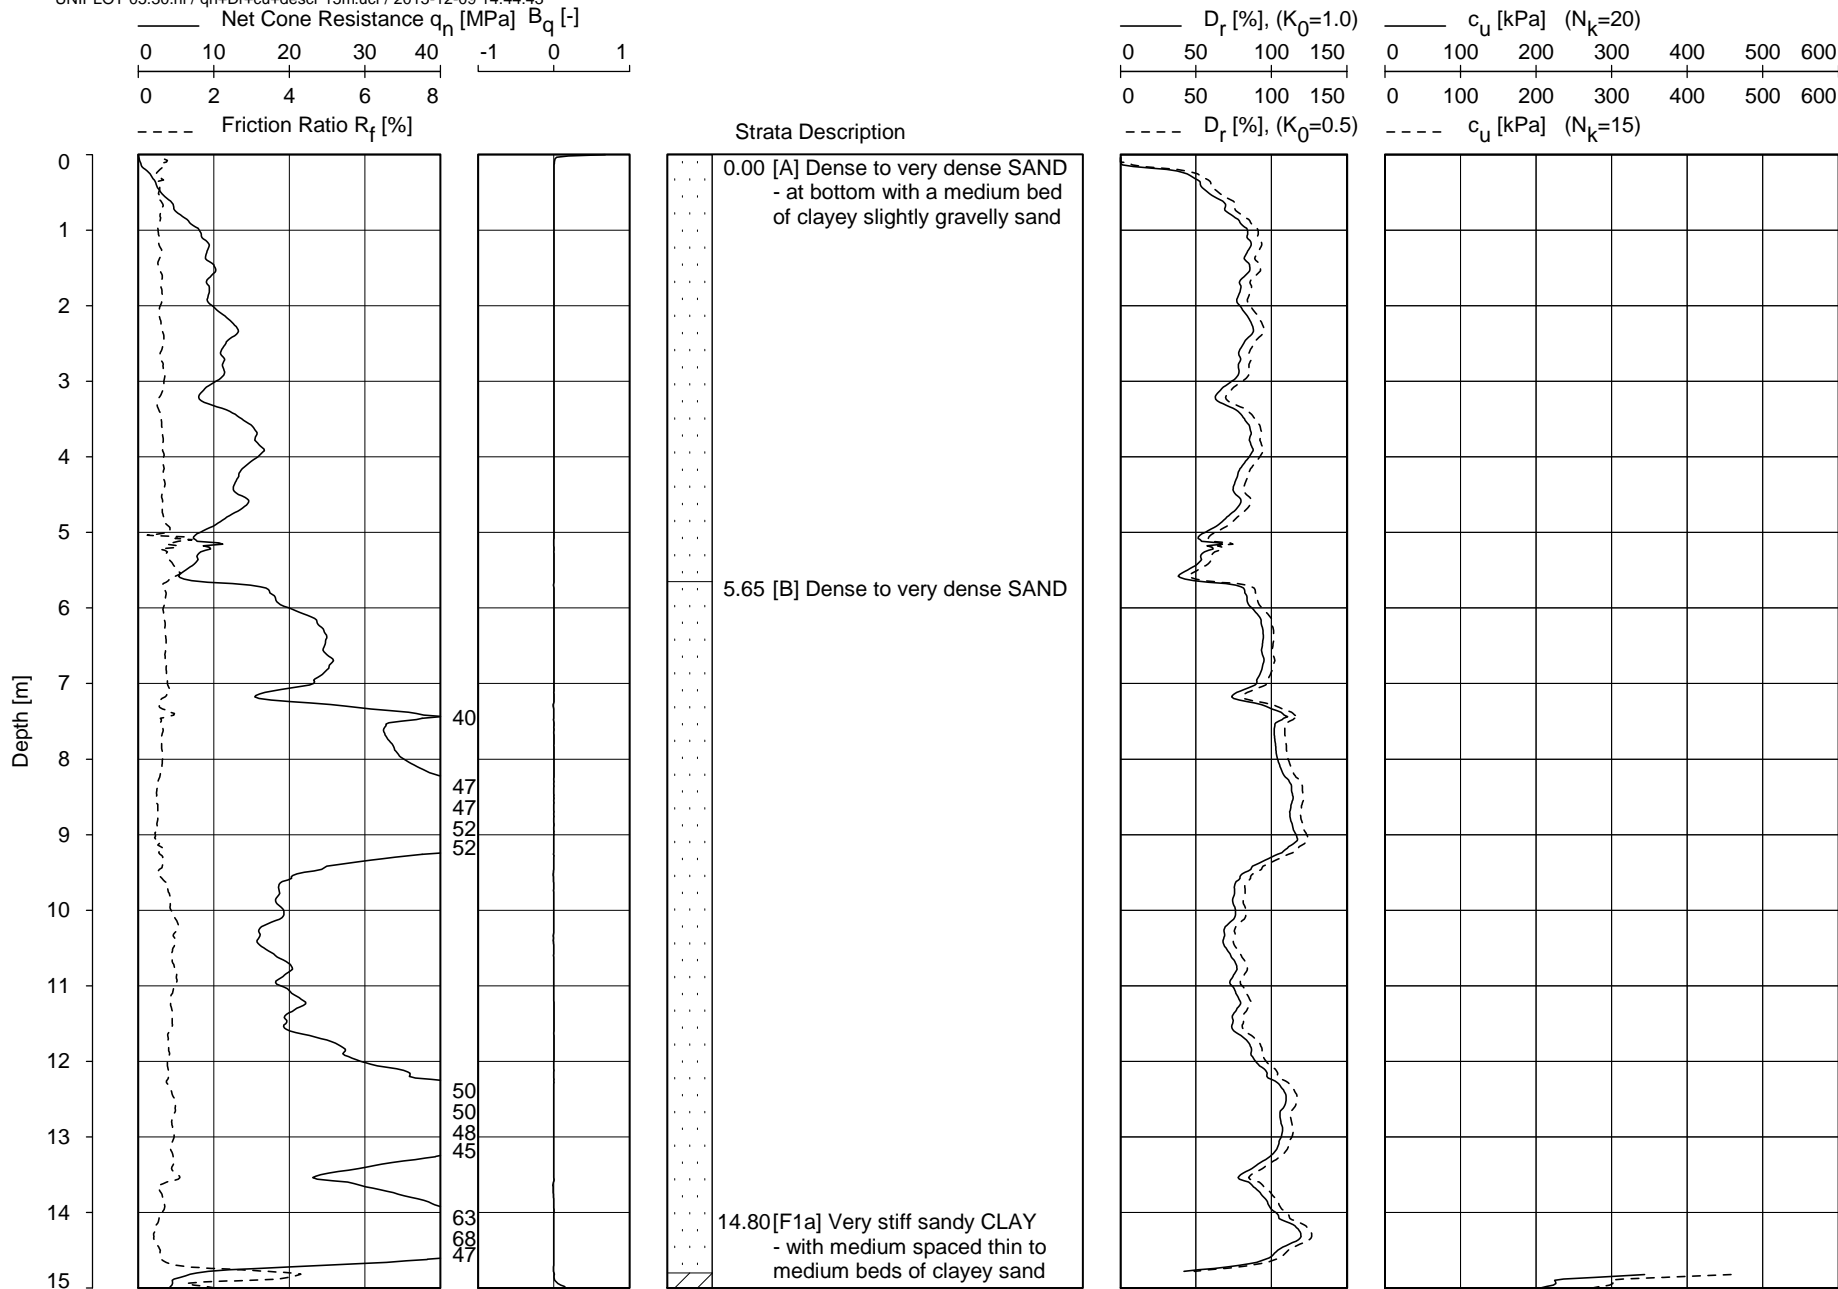 Net Cone Resistance qn [MPa] Bq [-]
Dr [%], (K0=1.0)
cu [kPa] (Nk=20)
0 10 20 30 40
-1 0 1
0 50 100 150
0 100 200 300 400 500 600
0 2 4 6 8
0 50 100 150
0 100 200 300 400 500 600
Friction Ratio Rf [%]
Strata Description
Dr [%], (K0=0.5)
cu [kPa] (Nk=15)
0
0.00 [A] Dense to very dense SAND
- at bottom with a medium bed
of clayey slightly gravelly sand
1
2
3
4
5
5.65 [B] Dense to very dense SAND
6
7
Depth [m]
40
8
47
47
9
52
52
10
11
12
50
50
13
48
45
14
63
68
47
14.80 [F1a] Very stiff sandy CLAY
- with medium spaced thin to
medium beds of clayey sand
15